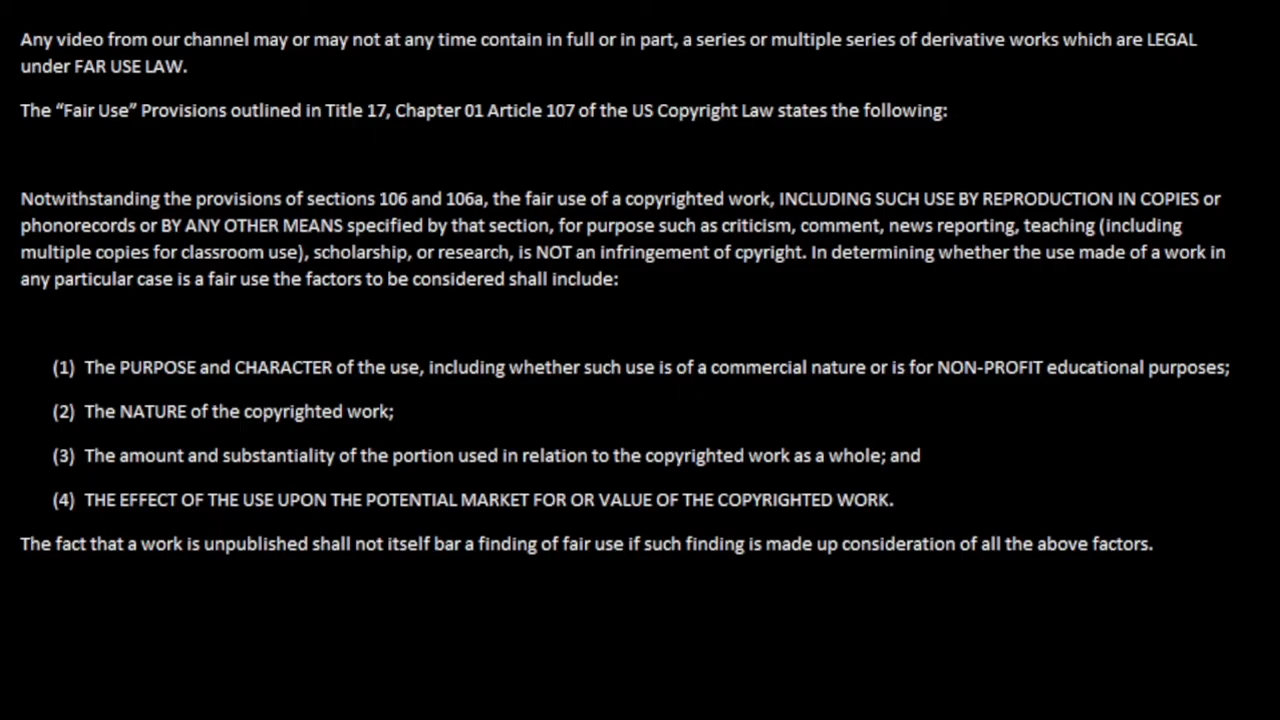 Any video from our channel may or may not at any time contain in full or in part, a series or multiple series of derivative works which are LEGAL
under FAR USE LAW.
The “Fair Use” Provisions outlined in Title 17, Chapter 01 Article 107 of the US Copyright Law states the following:
Notwithstanding the provisions of sections 106 and 106a, the fair use of a copyrighted work, INCLUDING SUCH USE BY REPRODUCTION IN COPIES or
phonorecords or BY ANY OTHER MEANS specified by that section, for purpose such as criticism, comment, news reporting, teaching (including
multiple copies for classroom use), scholarship, or research, is NOT an infringement of cpyright. In determining whether the use made of a work in
any particular case is a fair use the factors to be considered shall include:
(1) The PURPOSE and CHARACTER of the use, including whether such use is of a commercial nature or is for NON-PROFIT educational purposes;
(2) The NATURE of the copyrighted work;
(3) The amount and substantiality of the portion used in relation to the copyrighted work as a whole; and
(4) THE EFFECT OF THE USE UPON THE POTENTIAL MARKET FOR OR VALUE OF THE COPYRIGHTED WORK.
The fact that a work is unpublished shall not itself bar a finding of fair use if such finding is made up consideration of all the above factors.